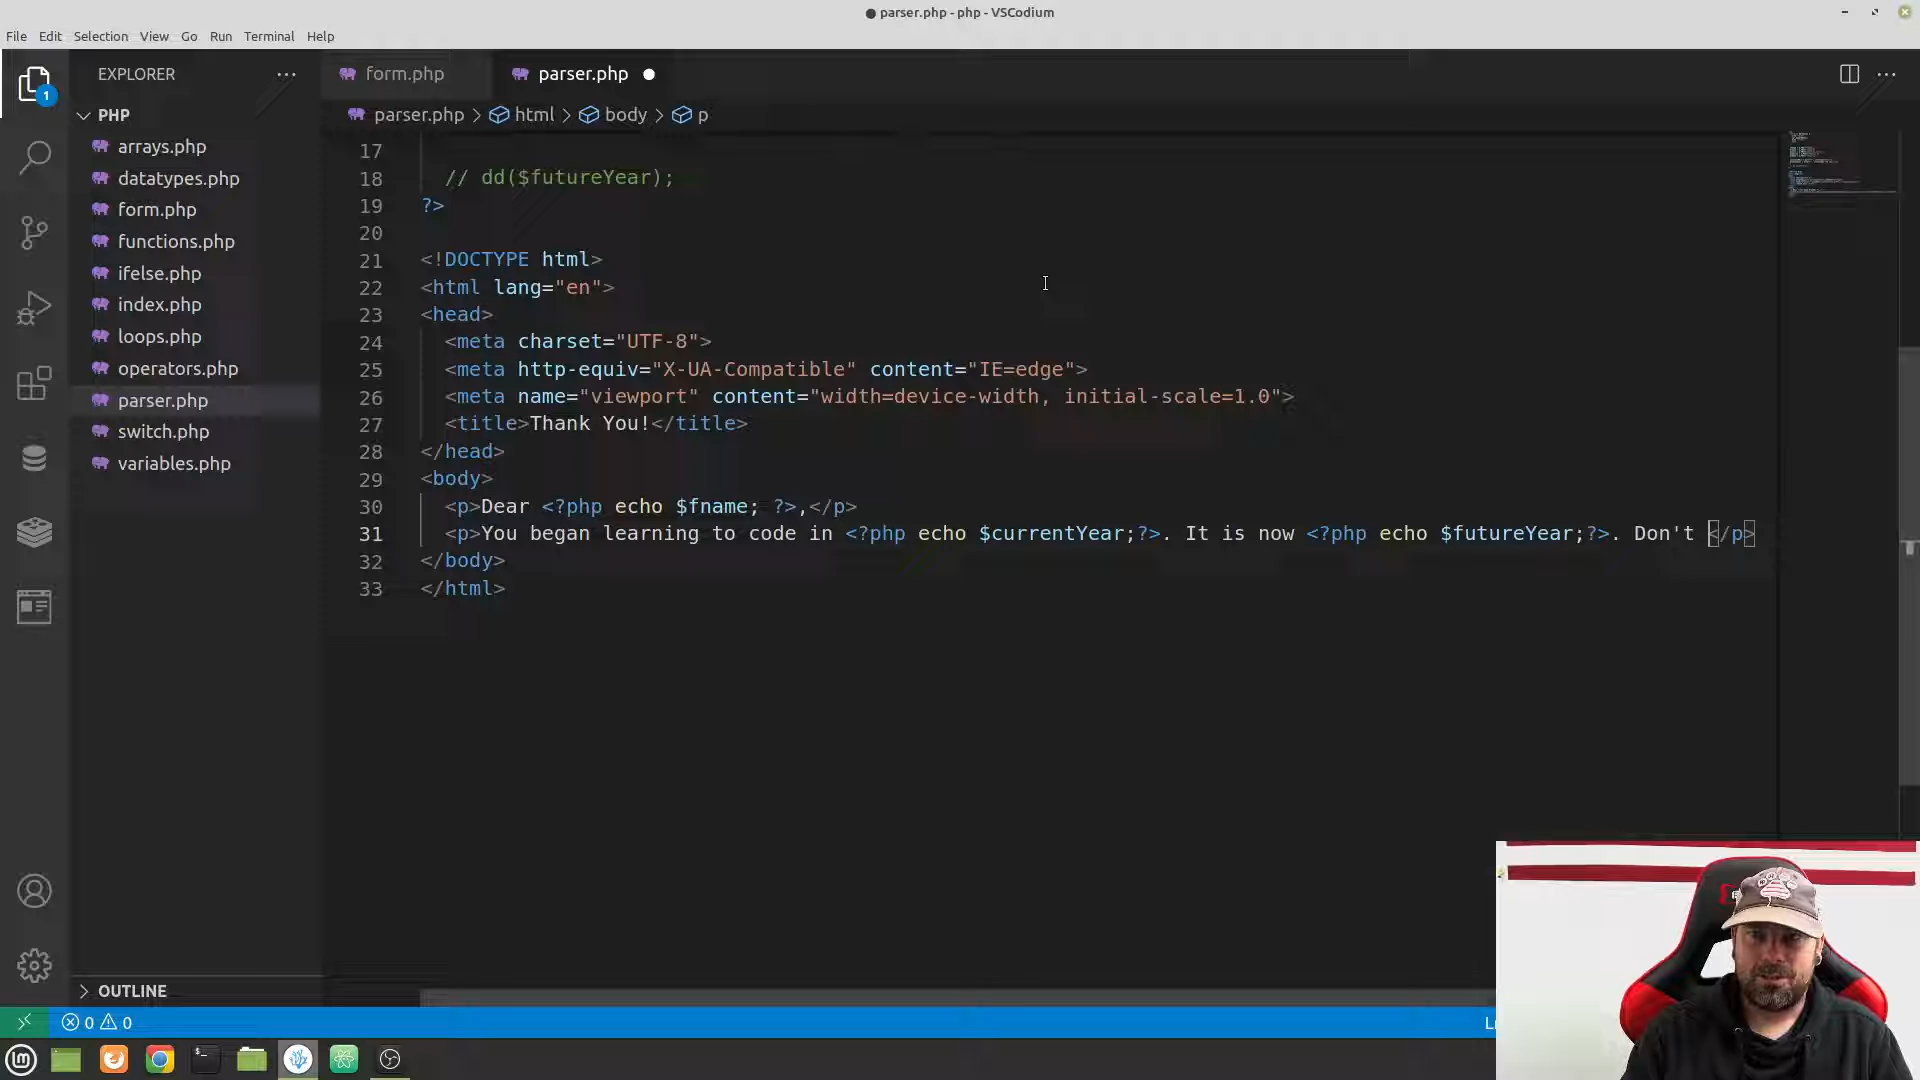 parser.php - php - VSCodium
File Edit Selection View Go Run Terminal Help
EXPLORER
form.php
parser.php
PHP
parser.php > html > body > p
arrays.php
datatypes.php
form.php
functions.php
ifelse.php
index.php
loops.php
operators.php
parser.php
switch.php
variables.php
1
17
18 // dd($futureYear);
19 ?>
20
21 <!DOCTYPE html>
22 <html lang="en">
23 <head>
24 <meta charset="UTF-8">
25 <meta http-equiv="X-UA-Compatible" content="IE=edge">
26 <meta name="viewport" content="width=device-width, initial-scale=1.0">
27 <title>Thank You!</title>
28 </head>
29 <body>
30 <p>Dear <?php echo $fname; ?>,</p>
31 <p>You began learning to code in <?php echo $currentYear;?>. It is now <?php echo $futureYear;?>. Don't </p>
32 </body>
33 </html>
OUTLINE
0 0